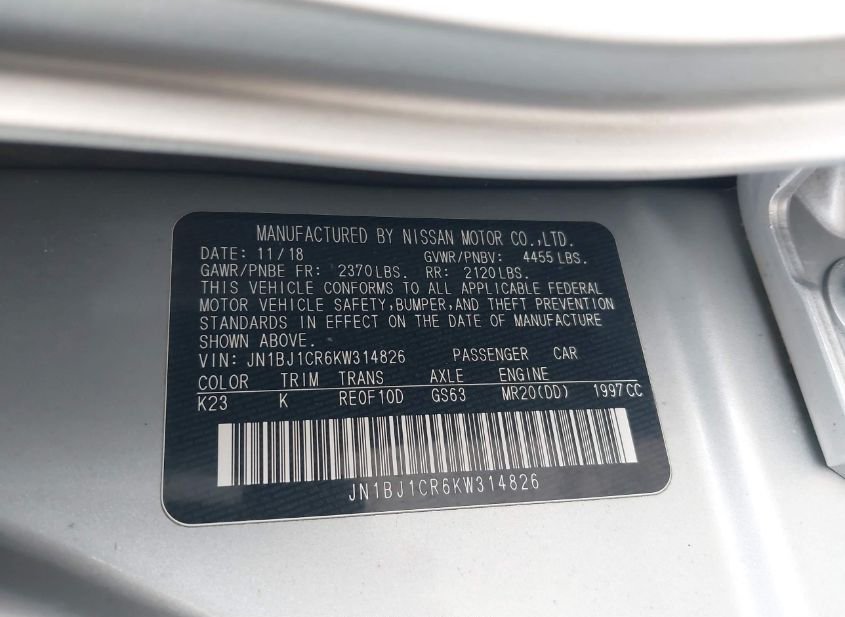 MANUFACTURED BY NISSAN MOTOR CO.,LTD.
DATE: 11/18 GVWR/PNBV: 4455 LBS.
GAWR/PNBE FR: 2370 LBS. RR: 2120 LBS.
THIS VEHICLE CONFORMS TO ALL APPLICABLE FEDERAL
MOTOR VEHICLE SAFETY,BUMPER,AND THEFT PREVENTION
STANDARDS IN EFFECT ON THE DATE OF MANUFACTURE
SHOWN ABOVE.
VIN: JN1BJ1CR6KW314826 PASSENGER CAR
COLOR TRIM TRANS AXLE ENGINE
K23 K RE0F10D GS63 MR20(DD) 1997CC
JN1BJ1CR6KW314826